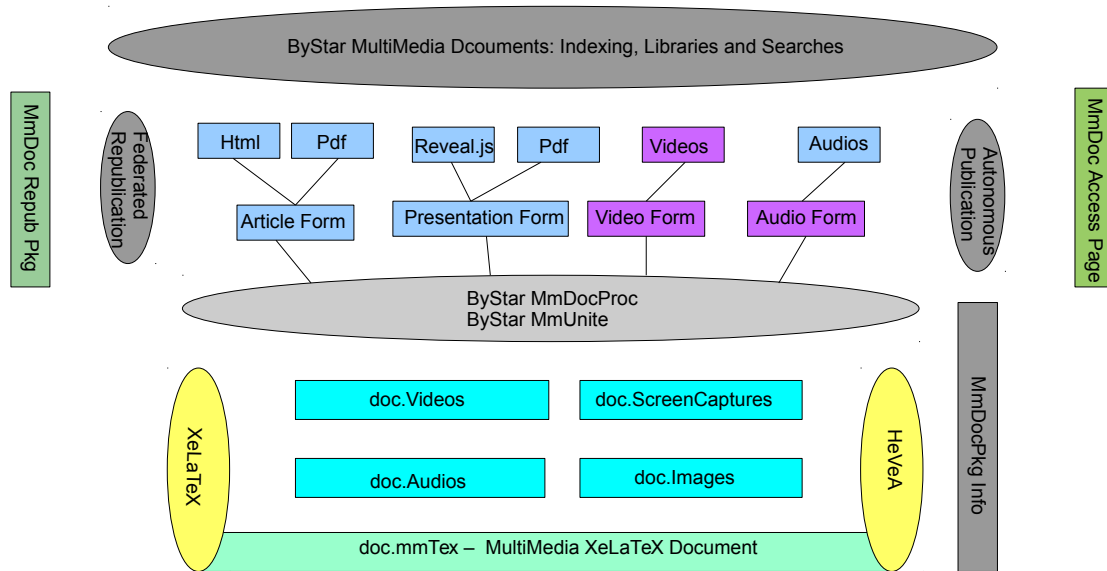 ByStar MultiMedia Dcouments: Indexing, Libraries and Searches
MmDoc Repub Pkg
Federated
Republication
Html
Pdf
Reveal.js
Pdf
Videos
Audios
Autonomous
Publication
MmDoc Access Page
Article Form
Presentation Form
Video Form
Audio Form
ByStar MmDocProc
ByStar MmUnite
XeLaTeX
doc.Videos
doc.ScreenCaptures
HeVeA
MmDocPkg Info
doc.Audios
doc.Images
doc.mmTex – MultiMedia XeLaTeX Document